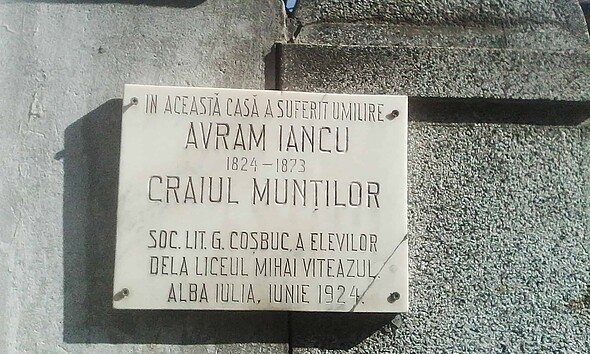 IN ACEASTĂ CASĂ A SUFERIT UMILIRE
AVRAM IANCU
1824-1873
CRAIUL MUNȚILOR
SOC. LIT. G. COȘBUC, A ELEVILOR
DELA LICEUL MIHAI VITEAZUL.
ALBA IULIA, IUNIE 1924.